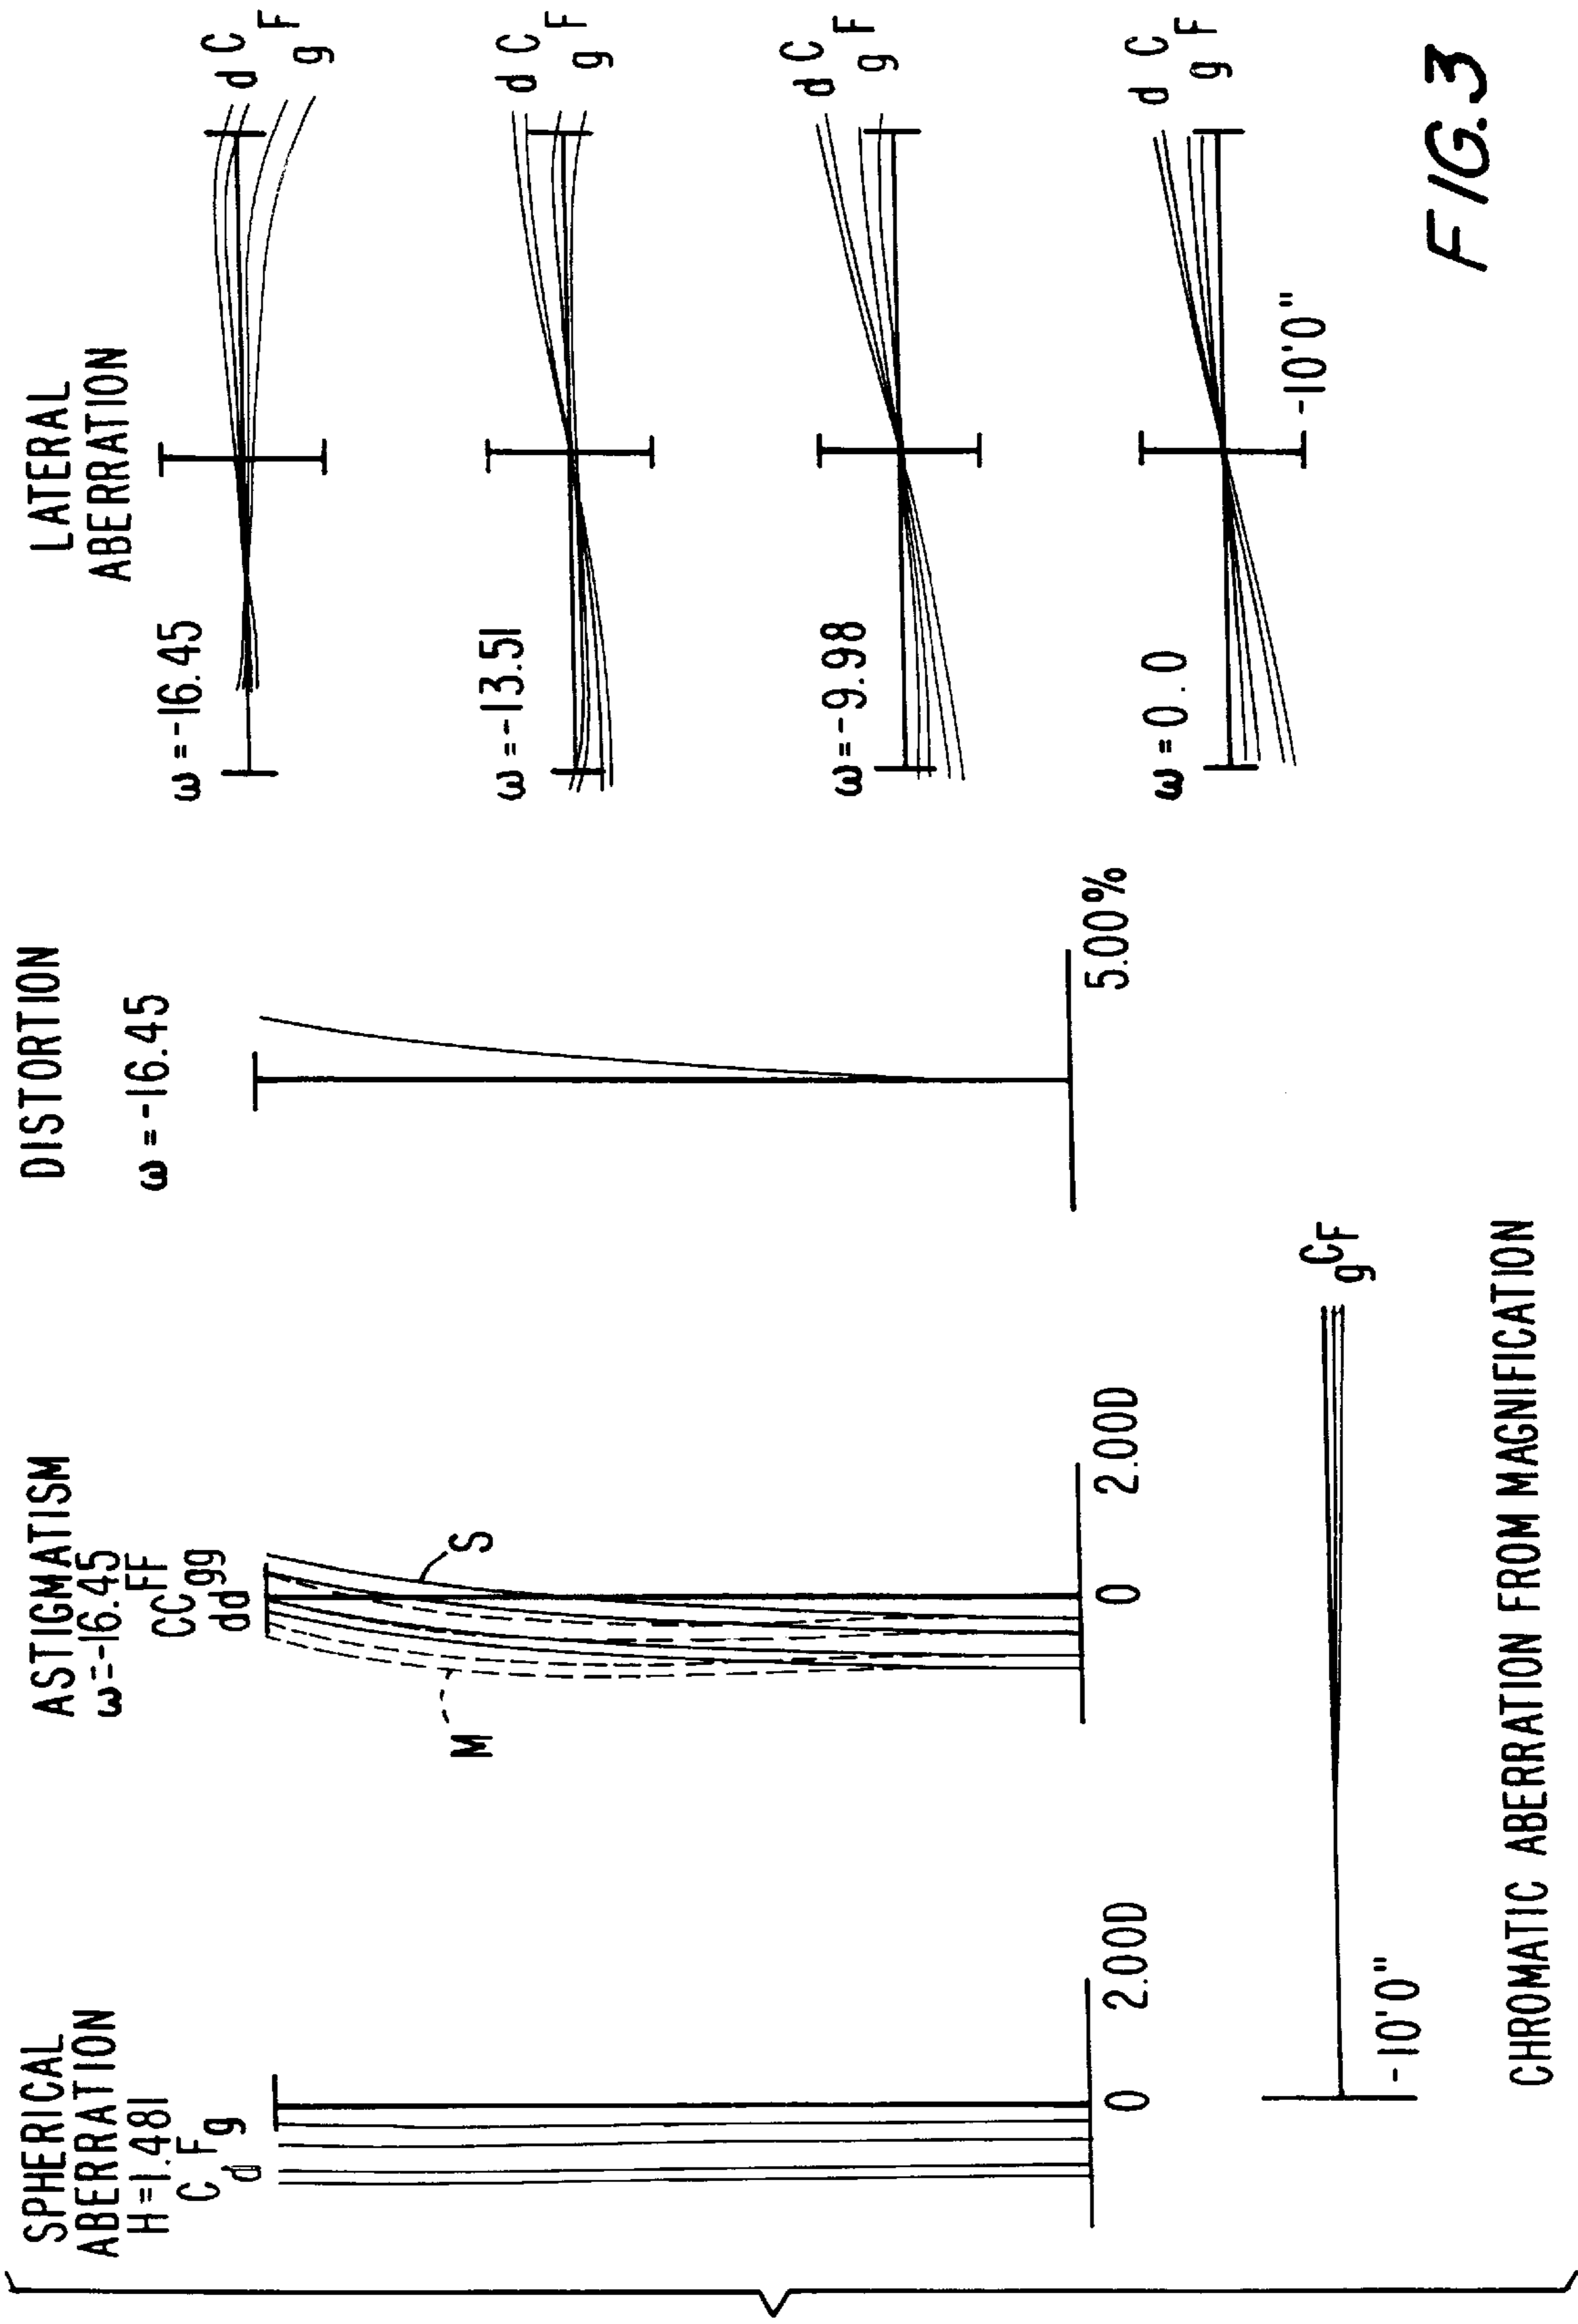 SPHERICAL
ABERRATION
H=1.481
C
d
F
g
2.00D
0
ASTIGMATISM
ω=-16.45
FF
CC
gg
dd
S
M
2.00D
0
DISTORTION
ω=-16.45
5.00%
LATERAL
ABERRATION
ω=-16.45
d C
g F
ω=-13.51
d C
g F
ω=-9.98
d C
g F
ω=0.0
d C
g F
-10'0"
C
g F
-10'0"
CHROMATIC ABERRATION FROM MAGNIFICATION
FIG.3